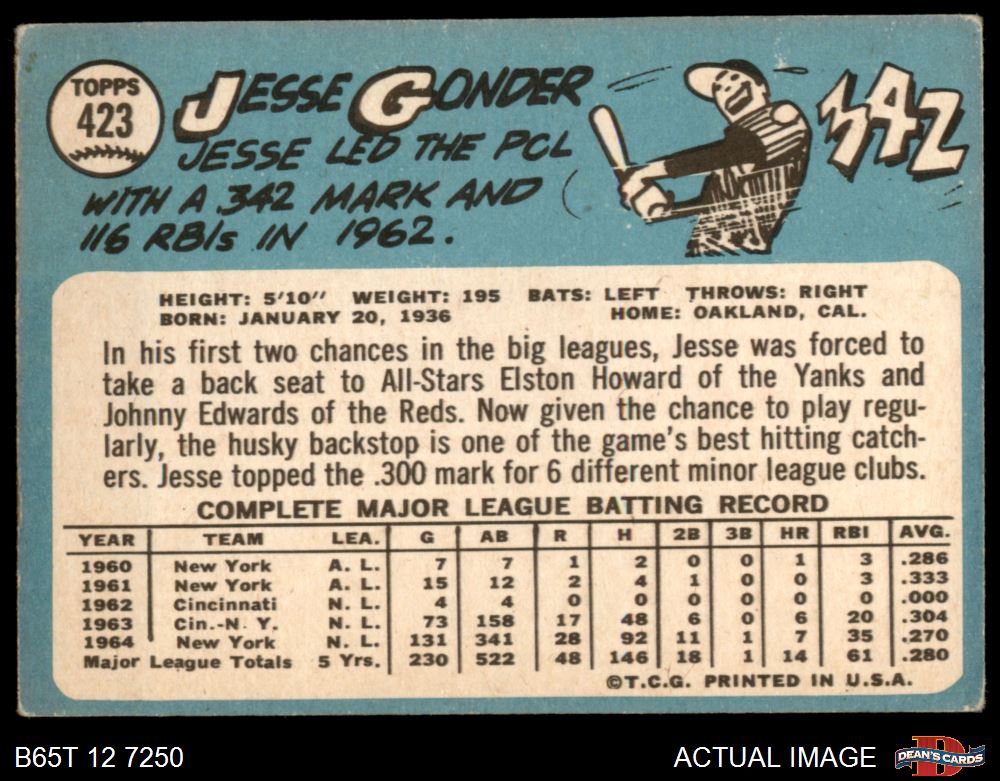 TOPPS
423
JESSE GONDER
JESSE LED THE PCL
WITH A .342 MARK AND
116 RBIs IN 1962.
342
HEIGHT: 5'10" WEIGHT: 195 BATS: LEFT THROWS: RIGHT
BORN: JANUARY 20, 1936 HOME: OAKLAND, CAL.
In his first two chances in the big leagues, Jesse was forced to
take a back seat to All-Stars Elston Howard of the Yanks and
Johnny Edwards of the Reds. Now given the chance to play regu-
larly, the husky backstop is one of the game's best hitting catch-
ers. Jesse topped the .300 mark for 6 different minor league clubs.
COMPLETE MAJOR LEAGUE BATTING RECORD
YEAR TEAM LEA. G AB R H 2B 3B HR RBI AVG.
1960 New York A. L. 7 7 1 2 0 0 1 3 .286
1961 New York A. L. 15 12 2 4 1 0 0 3 .333
1962 Cincinnati N. L. 4 4 0 0 0 0 0 0 .000
1963 Cin.-N. Y. N. L. 73 158 17 48 6 0 6 20 .304
1964 New York N. L. 131 341 28 92 11 1 7 35 .270
Major League Totals 5 Yrs. 230 522 48 146 18 1 14 61 .280
©T.C.G. PRINTED IN U.S.A.
B65T 12 7250 ACTUAL IMAGE
DEAN'S CARDS